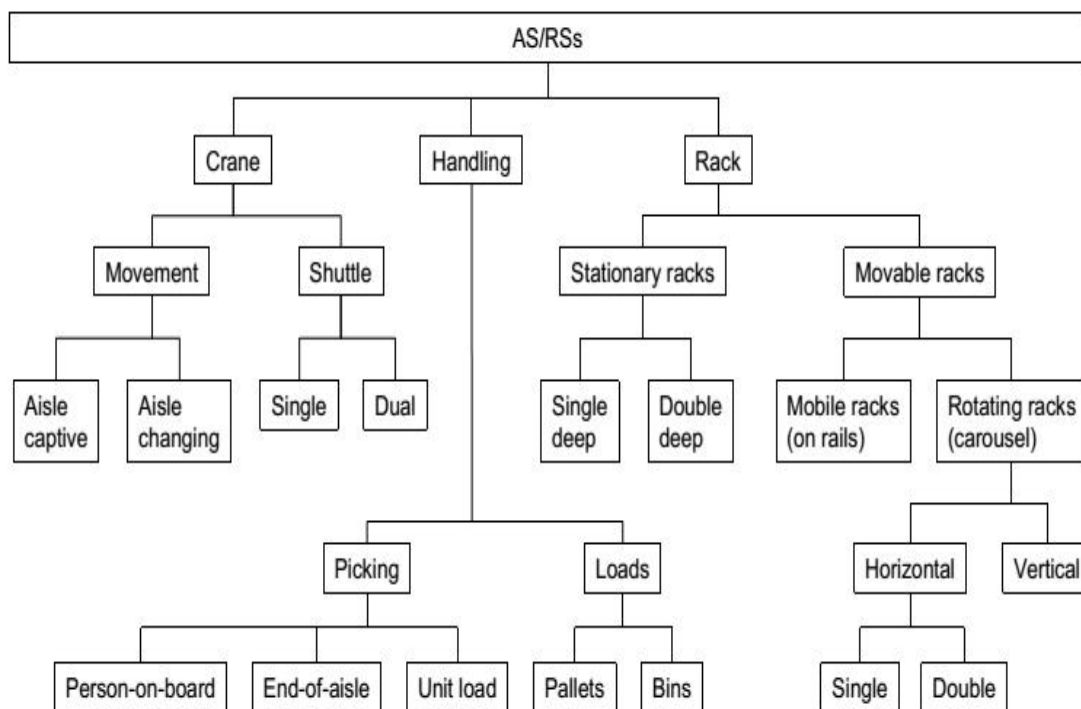 AS/RSs
Crane
Handling
Rack
Movement
Shuttle
Stationary racks
Movable racks
Aisle
captive
Aisle
changing
Single
Dual
Single
deep
Double
deep
Mobile racks
(on rails)
Rotating racks
(carousel)
Picking
Loads
Horizontal
Vertical
Person-on-board
End-of-aisle
Unit load
Pallets
Bins
Single
Double